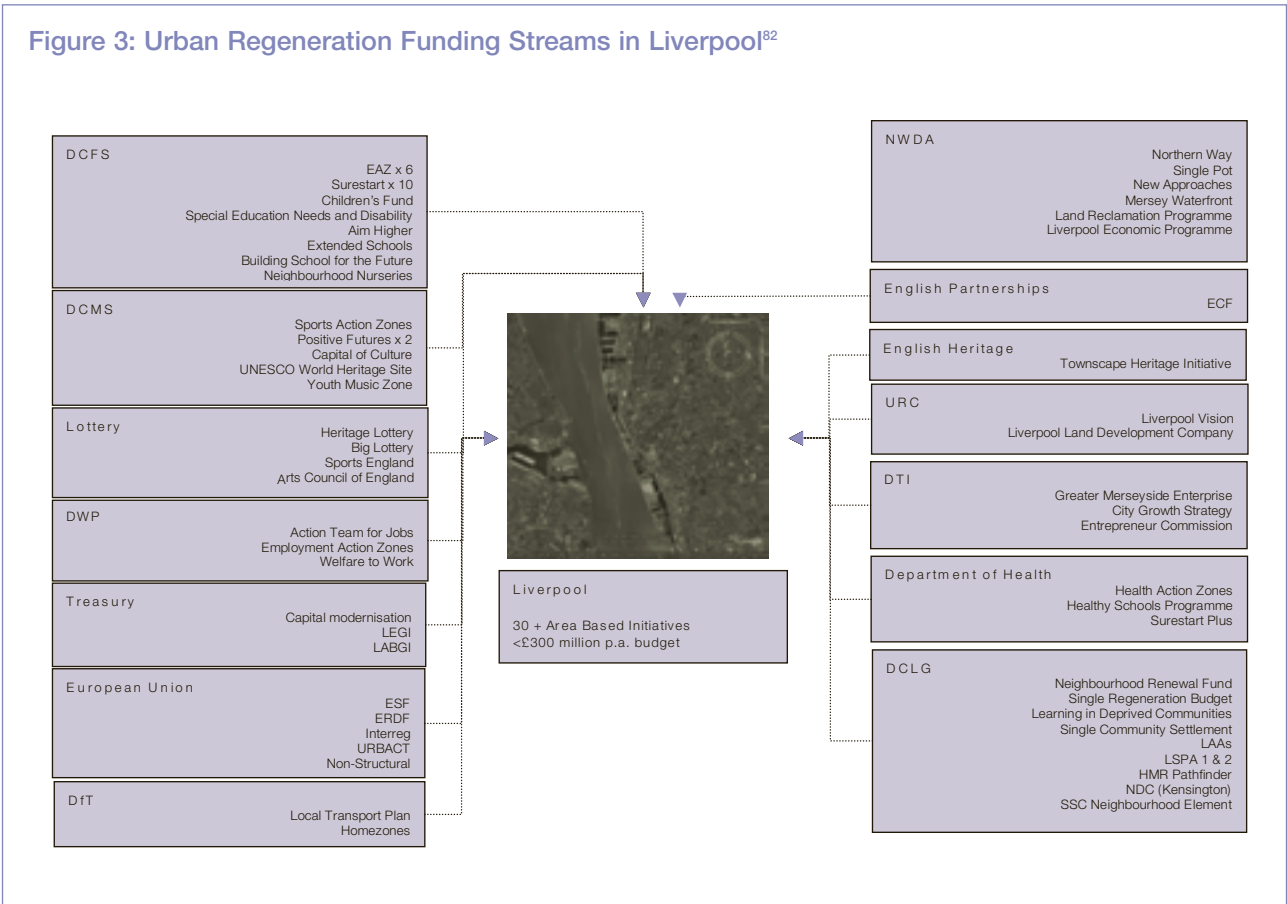 Figure 3: Urban Regeneration Funding Streams in Liverpool82
DCFS
EAZ x 6
Surestart x 10
Children's Fund
Special Education Needs and Disability
Aim Higher
Extended Schools
Building School for the Future
Neighbourhood Nurseries
DCMS
Sports Action Zones
Positive Futures x 2
Capital of Culture
UNESCO World Heritage Site
Youth Music Zone
Lottery
Heritage Lottery
Big Lottery
Sports England
Arts Council of England
DWP
Action Team for Jobs
Employment Action Zones
Welfare to Work
Treasury
Capital modernisation
LEGI
LABGI
European Union
ESF
ERDF
Interreg
URBACT
Non-Structural
DfT
Local Transport Plan
Homezones
Liverpool
30 + Area Based Initiatives
<£300 million p.a. budget
NWDA
Northern Way
Single Pot
New Approaches
Mersey Waterfront
Land Reclamation Programme
Liverpool Economic Programme
English Partnerships
ECF
English Heritage
Townscape Heritage Initiative
URC
Liverpool Vision
Liverpool Land Development Company
DTI
Greater Merseyside Enterprise
City Growth Strategy
Entrepreneur Commission
Department of Health
Health Action Zones
Healthy Schools Programme
Surestart Plus
DCLG
Neighbourhood Renewal Fund
Single Regeneration Budget
Learning in Deprived Communities
Single Community Settlement
LAAs
LSPA 1 & 2
HMR Pathfinder
NDC (Kensington)
SSC Neighbourhood Element